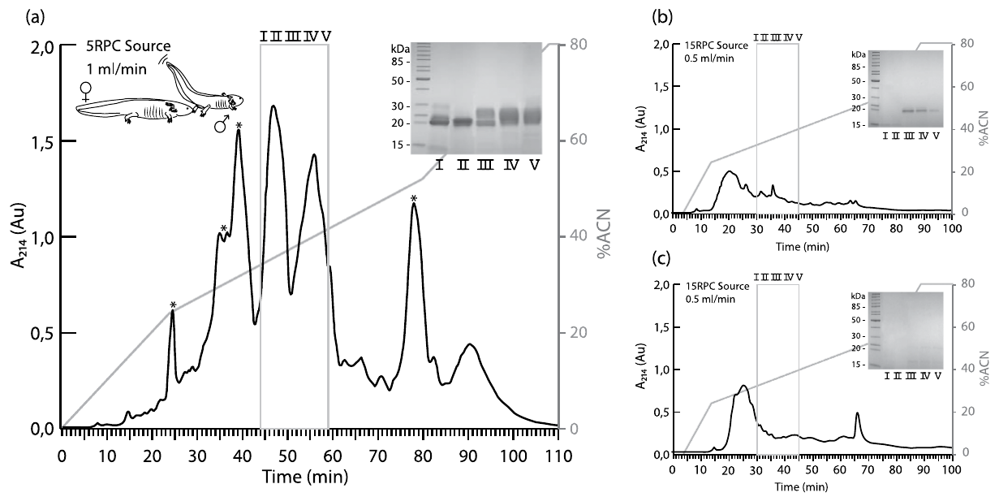 (a)
5RPC Source
1 ml/min
♀
♂
I II III IV V
2,0
1,5
1,0
0,5
0,0
A214 (Au)
* * * *
80
60
40
20
0
%ACN
kDa
85 -
50 -
30 -
20 -
15 -
I II III IV V
0 10 20 30 40 50 60 70 80 90 100 110
Time (min)
(b)
15RPC Source
0.5 ml/min
I II III IV V
2,0
1,5
1,0
0,5
0,0
A214 (Au)
80
60
40
20
0
%ACN
kDa
85 -
50 -
30 -
20 -
15 -
I II III IV V
0 10 20 30 40 50 60 70 80 90 100
Time (min)
(c)
15RPC Source
0.5 ml/min
I II III IV V
2,0
1,5
1,0
0,5
0,0
A214 (Au)
80
60
40
20
0
%ACN
kDa
85 -
50 -
30 -
20 -
15 -
I II III IV V
0 10 20 30 40 50 60 70 80 90 100
Time (min)